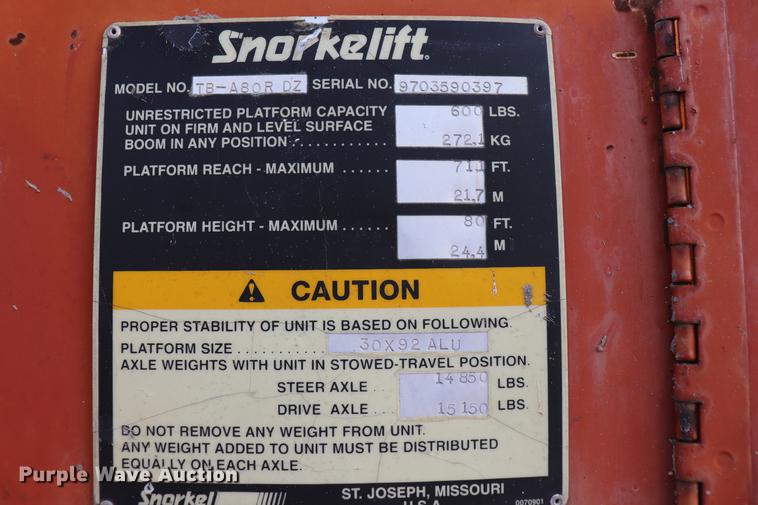 Snorkelift
MODEL NO. TB-A80R DZ SERIAL NO. 9703590397
UNRESTRICTED PLATFORM CAPACITY 600 LBS.
UNIT ON FIRM AND LEVEL SURFACE
BOOM IN ANY POSITION - ........... 272.1 KG
PLATFORM REACH - MAXIMUM ...... 71.1 FT.
21.7 M
PLATFORM HEIGHT - MAXIMUM ...... 80 FT.
24.4 M
CAUTION
PROPER STABILITY OF UNIT IS BASED ON FOLLOWING.
PLATFORM SIZE .......... 30X92 ALU
AXLE WEIGHTS WITH UNIT IN STOWED-TRAVEL POSITION.
STEER AXLE ... 14 850 LBS.
DRIVE AXLE ... 15 150 LBS.
DO NOT REMOVE ANY WEIGHT FROM UNIT.
ANY WEIGHT ADDED TO UNIT MUST BE DISTRIBUTED
EQUALLY ON EACH AXLE.
Purple Wave Auction
Snorkel
ST. JOSEPH, MISSOURI
U.S.A.
0070901